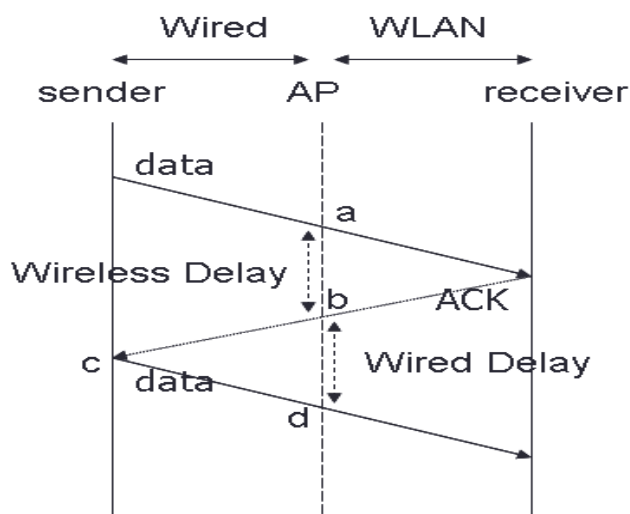 Wired WLAN
sender AP receiver
data
a
Wireless Delay
b
ACK
c
Wired Delay
data
d